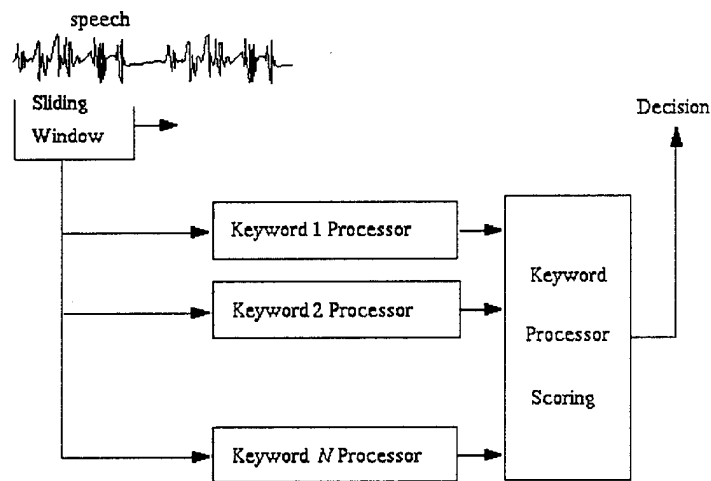 speech
Sliding
Window
Decision
Keyword 1 Processor
Keyword 2 Processor
Keyword N Processor
Keyword
Processor
Scoring